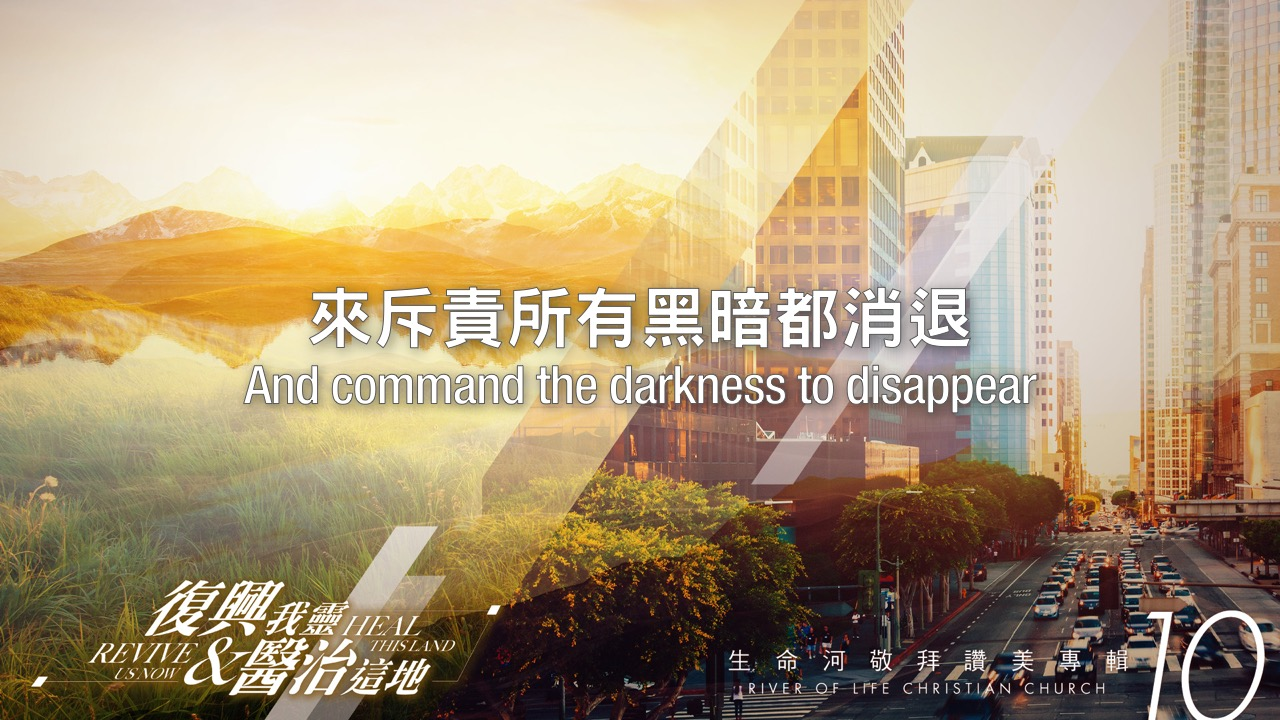 來斥責所有黑暗都消退
And command the darkness to disappear
復興我靈 HEAL
THIS LAND
REVIVE
US NOW
&醫治這地
生命河敬拜讚美專輯
RIVER OF LIFE CHRISTIAN CHURCH
10